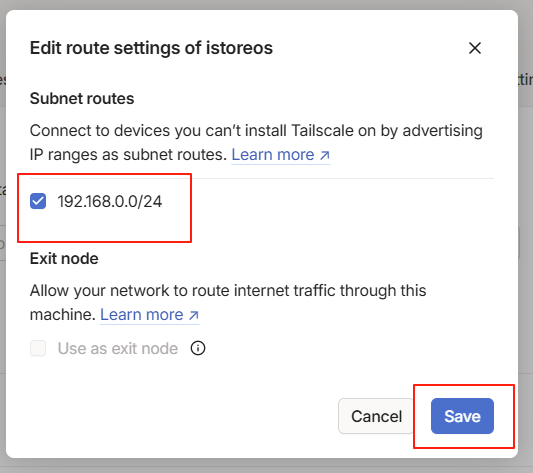 Edit route settings of istoreos
Subnet routes
Connect to devices you can't install Tailscale on by advertising
IP ranges as subnet routes. Learn more ↗
192.168.0.0/24
Exit node
Allow your network to route internet traffic through this
machine. Learn more ↗
Use as exit node
Cancel
Save